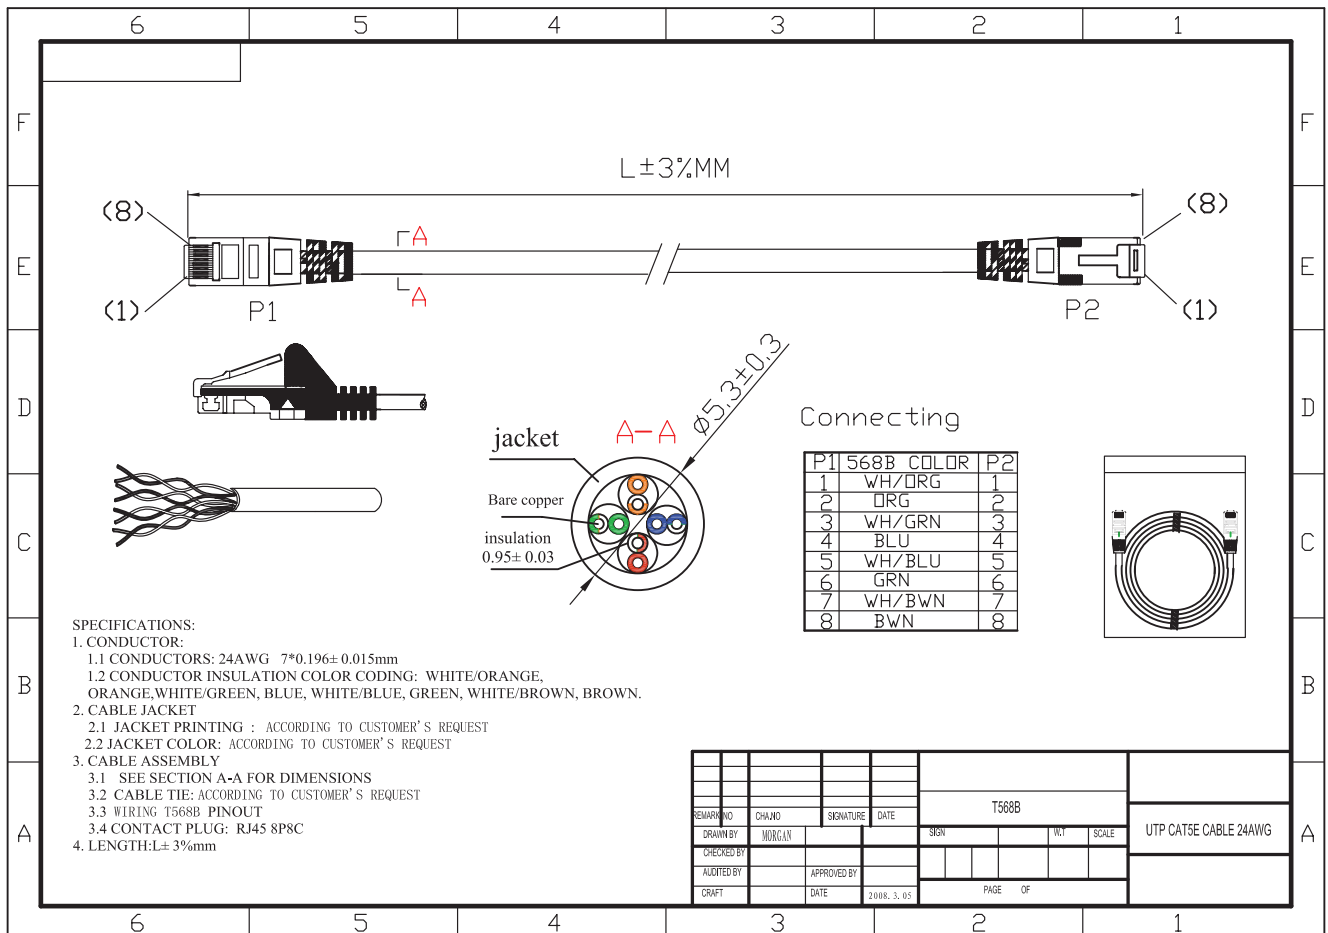 6 5 4 3 2 1
F F
L±3%MM
(8) (8)
A
E E
A
(1) P1 P2 (1)
D D
Ø5.3±0.3
Connecting
jacket A-A
P1 568B COLOR P2
1 WH/ORG 1
2 ORG 2
3 WH/GRN 3
4 BLU 4
5 WH/BLU 5
6 GRN 6
7 WH/BWN 7
8 BWN 8
Bare copper
insulation
0.95± 0.03
C C
SPECIFICATIONS:
1. CONDUCTOR:
1.1 CONDUCTORS: 24AWG 7*0.196± 0.015mm
1.2 CONDUCTOR INSULATION COLOR CODING: WHITE/ORANGE,
ORANGE,WHITE/GREEN, BLUE, WHITE/BLUE, GREEN, WHITE/BROWN, BROWN.
B B
2. CABLE JACKET
2.1 JACKET PRINTING : ACCORDING TO CUSTOMER'S REQUEST
2.2 JACKET COLOR: ACCORDING TO CUSTOMER'S REQUEST
3. CABLE ASSEMBLY
3.1 SEE SECTION A-A FOR DIMENSIONS
3.2 CABLE TIE: ACCORDING TO CUSTOMER'S REQUEST
3.3 WIRING T568B PINOUT
3.4 CONTACT PLUG: RJ45 8P8C
4. LENGTH:L± 3%mm
A A
REMARK NO CHA.NO SIGNATURE DATE
DRAWN BY MORGAN
CHECKED BY
AUDITED BY APPROVED BY
CRAFT DATE 2008.3.05
T568B
SIGN W.T SCALE
PAGE OF
UTP CAT5E CABLE 24AWG
6 5 4 3 2 1